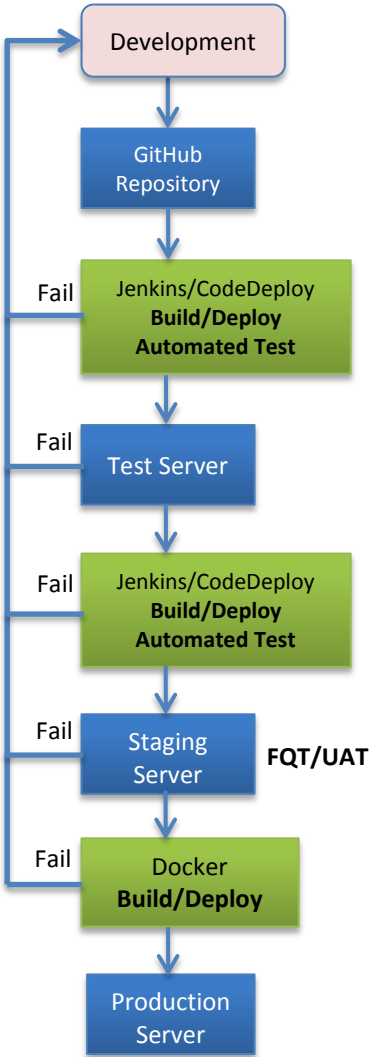 Development
GitHub
Repository
Fail
Jenkins/CodeDeploy
Build/Deploy
Automated Test
Fail
Test Server
Fail
Jenkins/CodeDeploy
Build/Deploy
Automated Test
Fail
Staging
Server
FQT/UAT
Fail
Docker
Build/Deploy
Production
Server